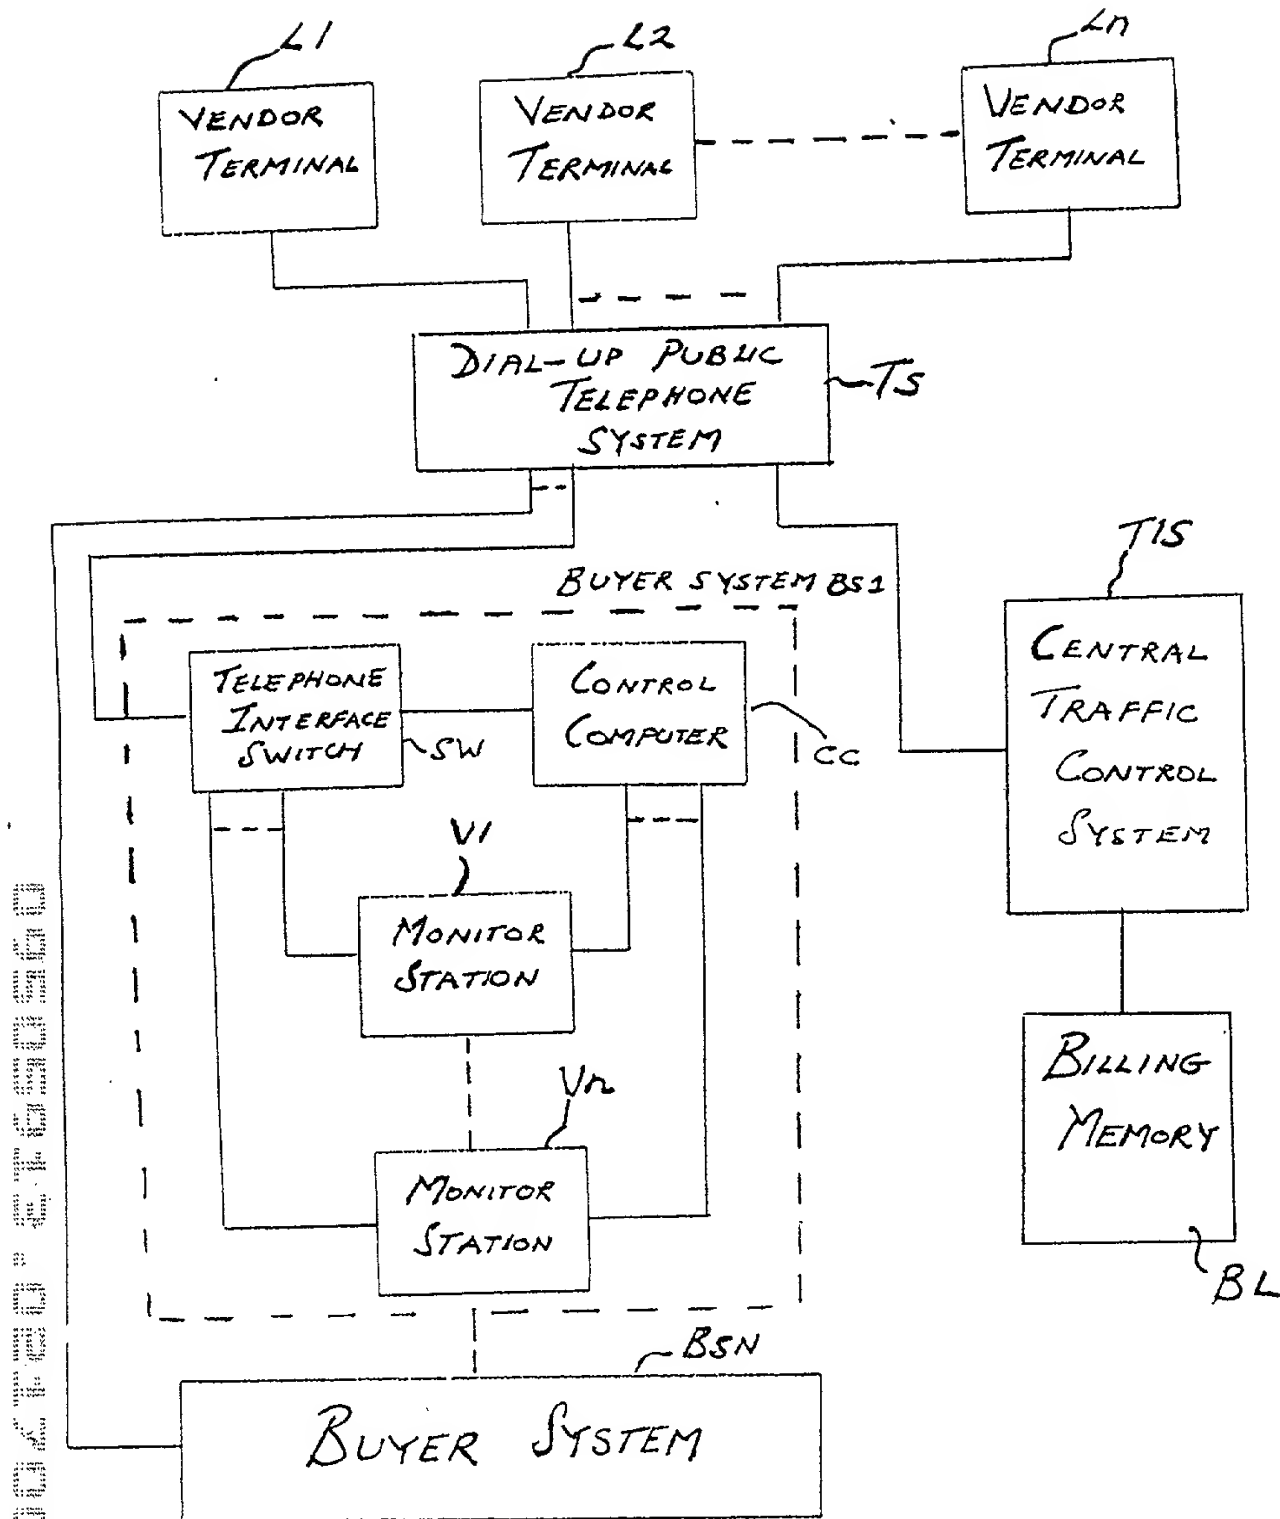 L1
L2
Ln
VENDOR
TERMINAL
VENDOR
TERMINAL
VENDOR
TERMINAL
DIAL-UP PUBLIC
TELEPHONE
SYSTEM
TS
TIS
BUYER SYSTEM BS1
TELEPHONE
INTERFACE
SWITCH
SW
CONTROL
COMPUTER
CC
CENTRAL
TRAFFIC
CONTROL
SYSTEM
V1
MONITOR
STATION
Vn
MONITOR
STATION
BILLING
MEMORY
BL
BSN
BUYER SYSTEM